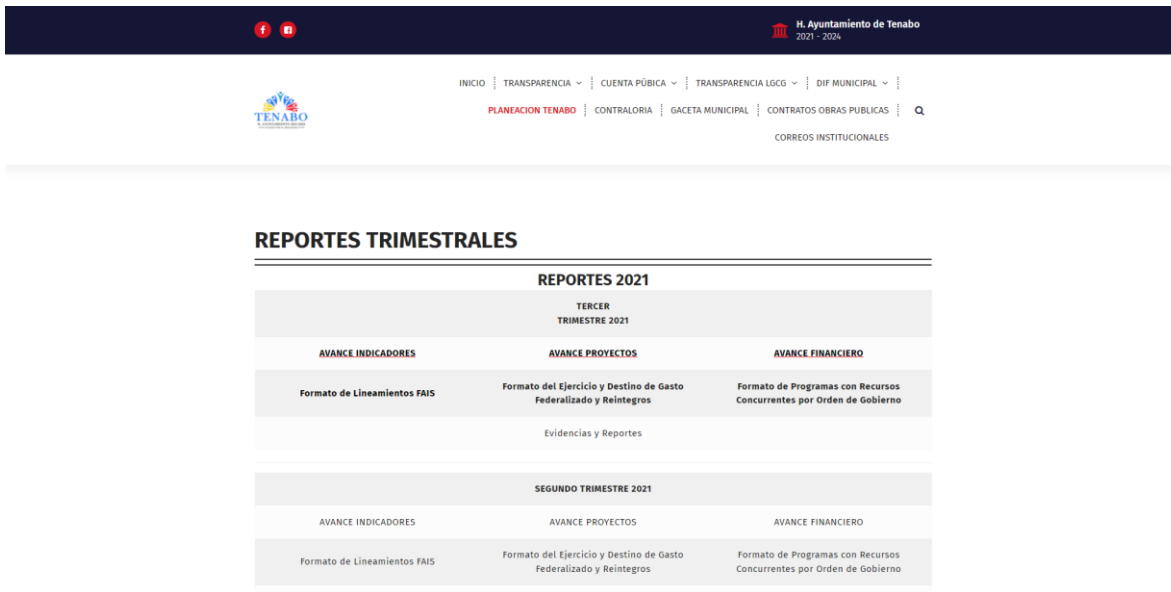 H. Ayuntamiento de Tenabo
2021 - 2024
INICIO TRANSPARENCIA CUENTA PÚBICA TRANSPARENCIA LGCG DIF MUNICIPAL
TENABO
PLANEACION TENABO CONTRALORIA GACETA MUNICIPAL CONTRATOS OBRAS PUBLICAS
CORREOS INSTITUCIONALES
REPORTES TRIMESTRALES
REPORTES 2021
TERCER
TRIMESTRE 2021
AVANCE INDICADORES AVANCE PROYECTOS AVANCE FINANCIERO
Formato de Lineamientos FAIS
Formato del Ejercicio y Destino de Gasto
Federalizado y Reintegros
Formato de Programas con Recursos
Concurrentes por Orden de Gobierno
Evidencias y Reportes
SEGUNDO TRIMESTRE 2021
AVANCE INDICADORES AVANCE PROYECTOS AVANCE FINANCIERO
Formato de Lineamientos FAIS
Formato del Ejercicio y Destino de Gasto
Federalizado y Reintegros
Formato de Programas con Recursos
Concurrentes por Orden de Gobierno